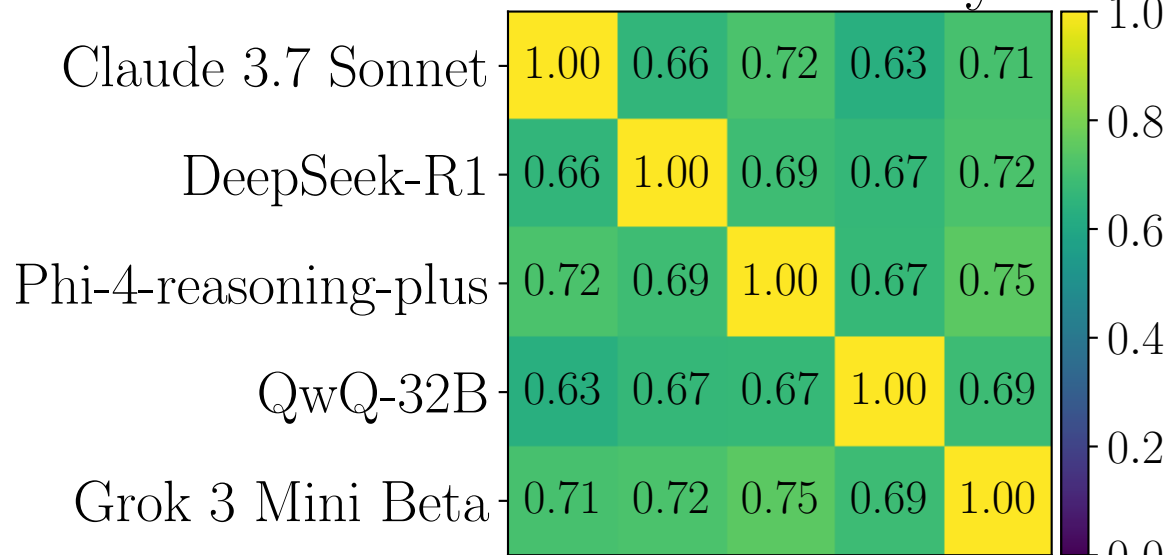 1.0
Claude 3.7 Sonnet 1.00 0.66 0.72 0.63 0.71
0.8
DeepSeek-R1 0.66 1.00 0.69 0.67 0.72
0.6
Phi-4-reasoning-plus 0.72 0.69 1.00 0.67 0.75
0.4
QwQ-32B 0.63 0.67 0.67 1.00 0.69
0.2
Grok 3 Mini Beta 0.71 0.72 0.75 0.69 1.00
0.0